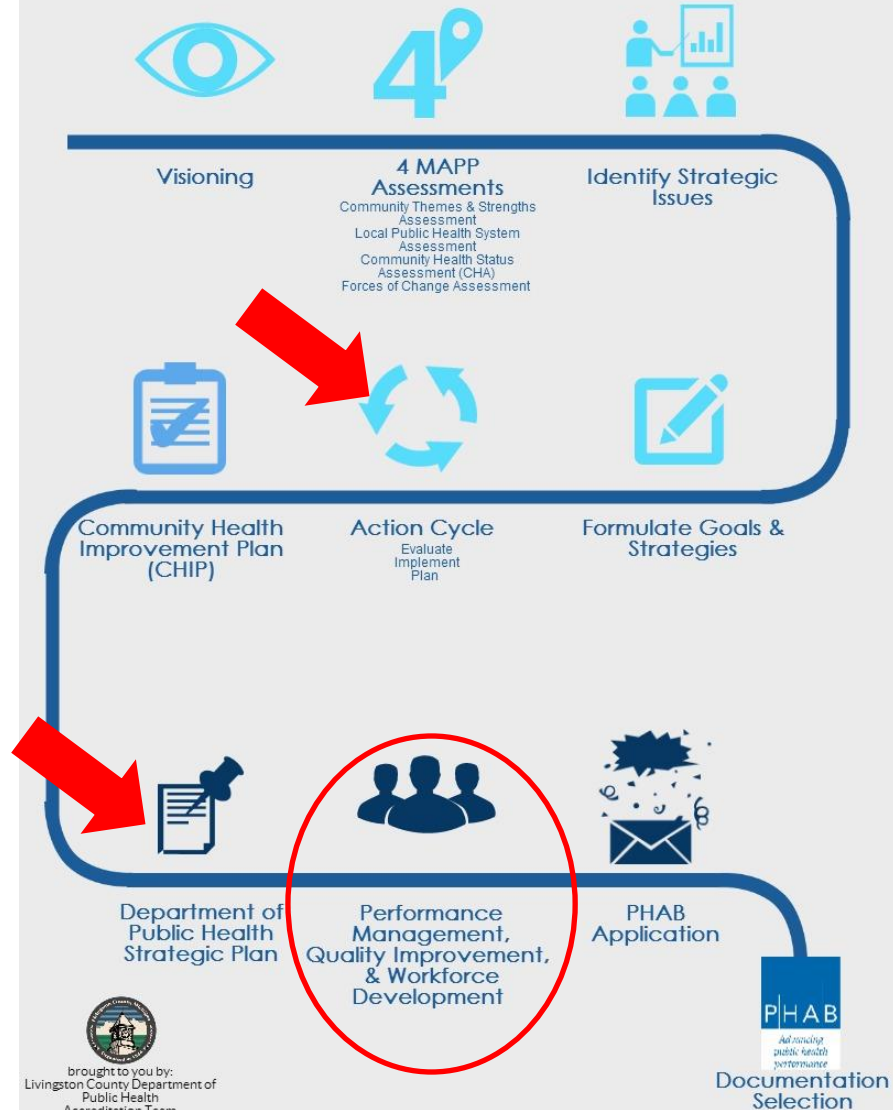 Visioning
4 MAPP
Assessments
Community Themes & Strengths
Assessment
Local Public Health System
Assessment
Community Health Status
Assessment (CHA)
Forces of Change Assessment
Identify Strategic
Issues
Community Health
Improvement Plan
(CHIP)
Action Cycle
Evaluate
Implement
Plan
Formulate Goals &
Strategies
Department of
Public Health
Strategic Plan
Performance
Management,
Quality Improvement,
& Workforce
Development
PHAB
Application
PHAB
Advancing
public health
performance
Documentation
Selection
brought to you by:
Livingston County Department of
Public Health
Accreditation Team